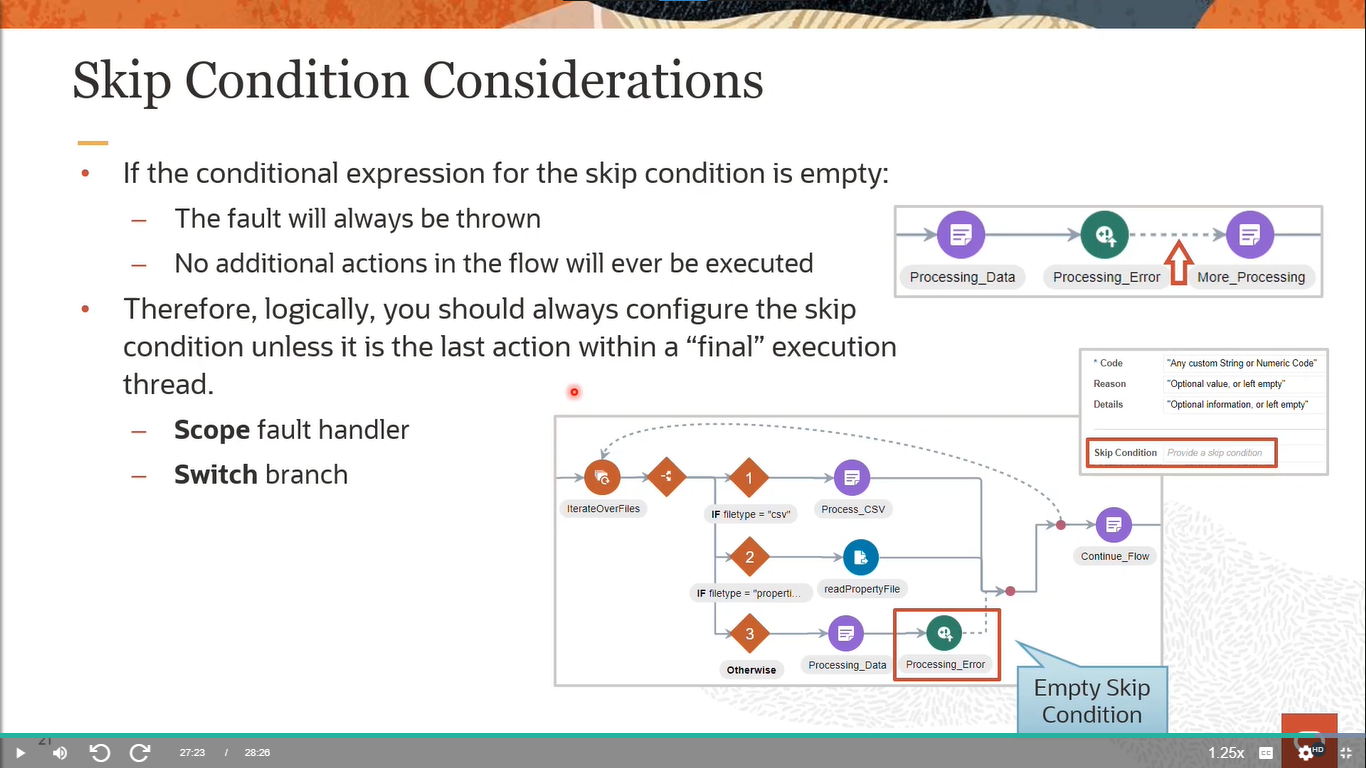 Skip Condition Considerations
• If the conditional expression for the skip condition is empty:
– The fault will always be thrown
– No additional actions in the flow will ever be executed
• Therefore, logically, you should always configure the skip
condition unless it is the last action within a “final” execution
thread.
– Scope fault handler
– Switch branch
Processing_Data
Processing_Error
More_Processing
* Code "Any custom String or Numeric Code"
Reason "Optional value, or left empty"
Details "Optional information, or left empty"
Skip Condition Provide a skip condition
IterateOverFiles
1
IF filetype = "csv"
Process_CSV
2
IF filetype = "properti...
readPropertyFile
3
Otherwise
Processing_Data
Processing_Error
Continue_Flow
Empty Skip
Condition
21
27:23 / 28:26
1.25x
CC
HD